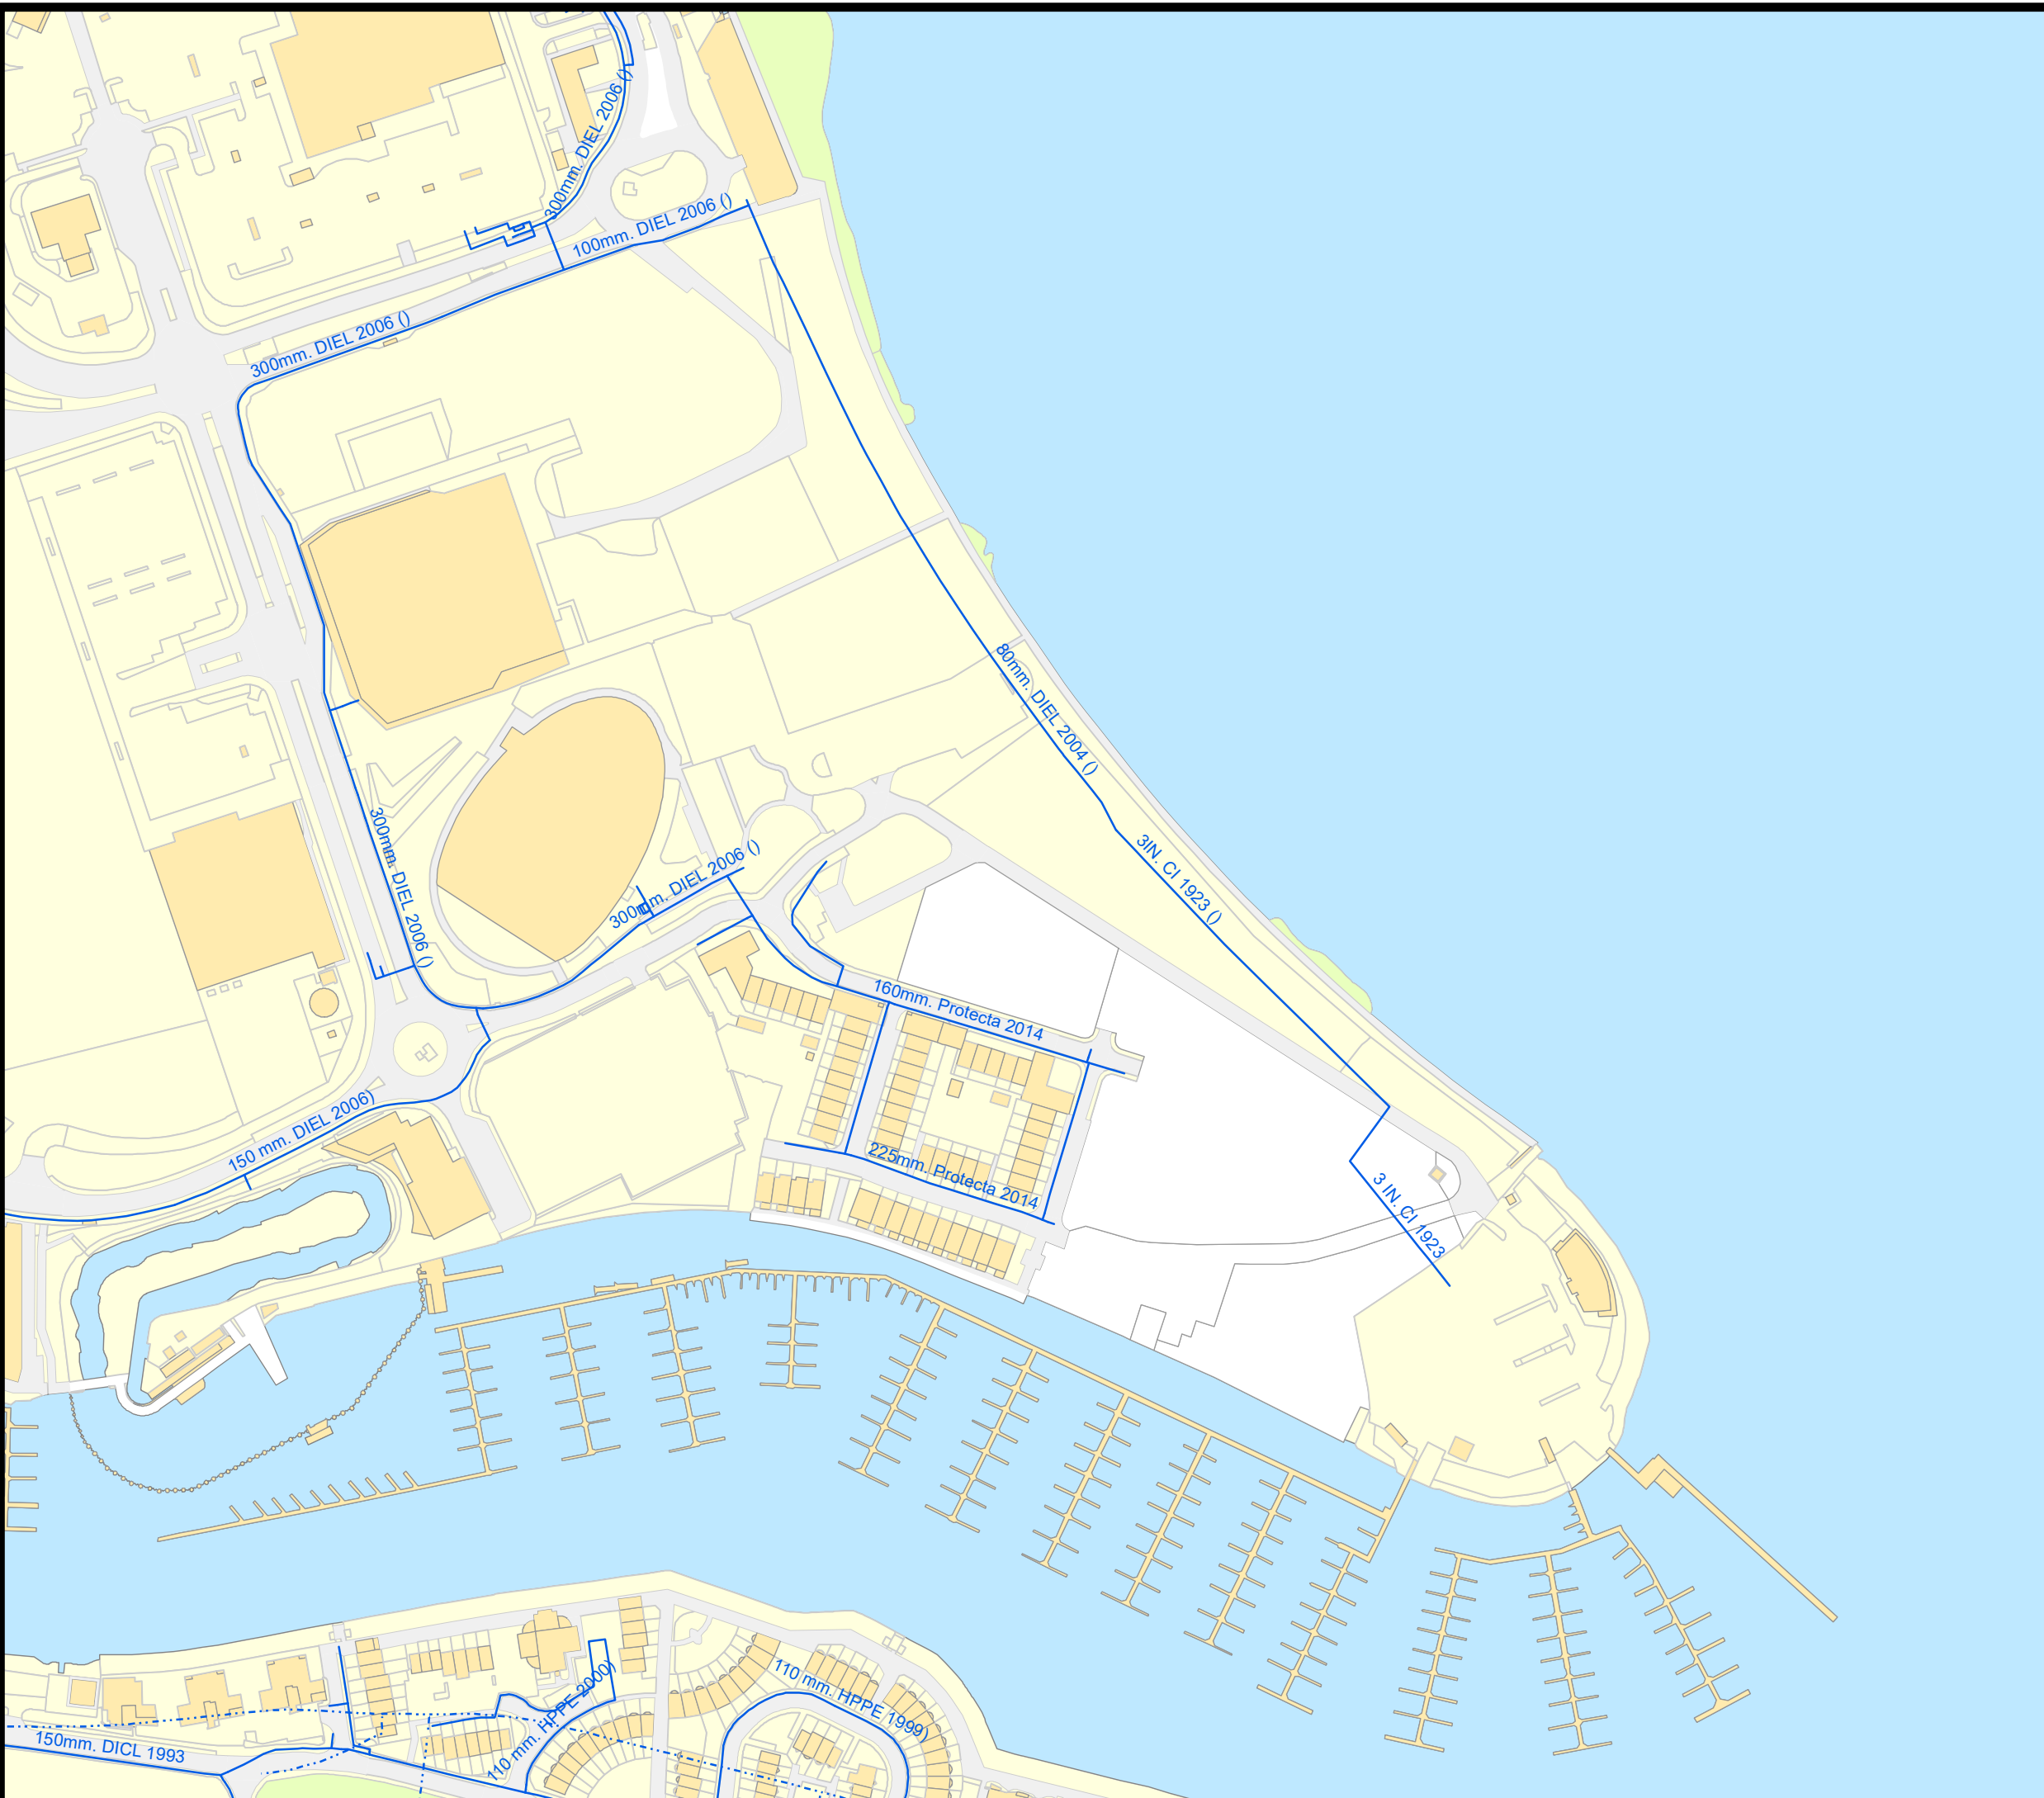 300mm. DIEL 2006 ()
100mm. DIEL 2006 ()
300mm. DIEL 2006 ()
80mm. DIEL 2004 ()
300mm. DIEL 2006 ()
300mm. DIEL 2006 ()
3IN. CI 1923 ()
160mm. Protecta 2014
150 mm. DIEL 2006)
225mm. Protecta 2014
3 IN. CI 1923
110 mm. HPPE 2000)
110 mm. HPPE 1999)
150mm. DICL 1993